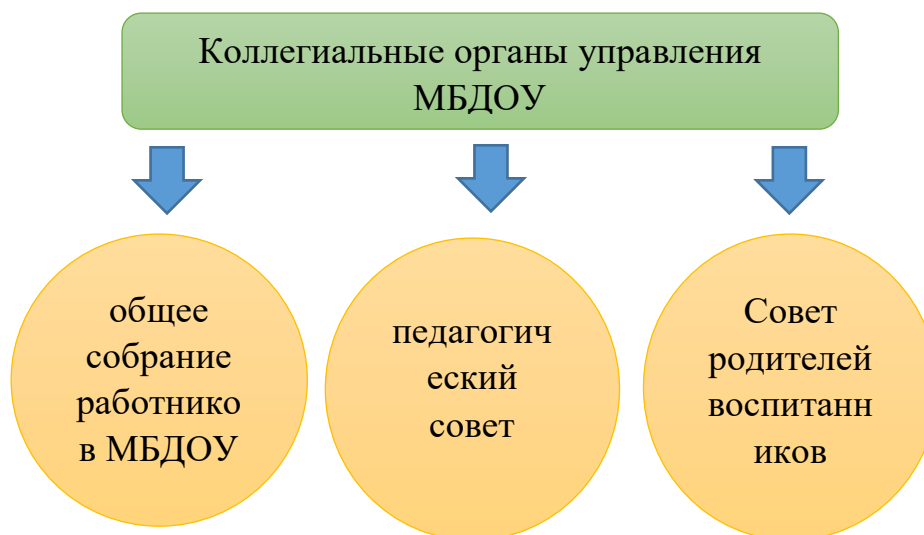 Коллегиальные органы управления
МБДОУ
общее
собрание
работнико
в МБДОУ
педагогич
еский
совет
Совет
родителей
воспитанн
иков